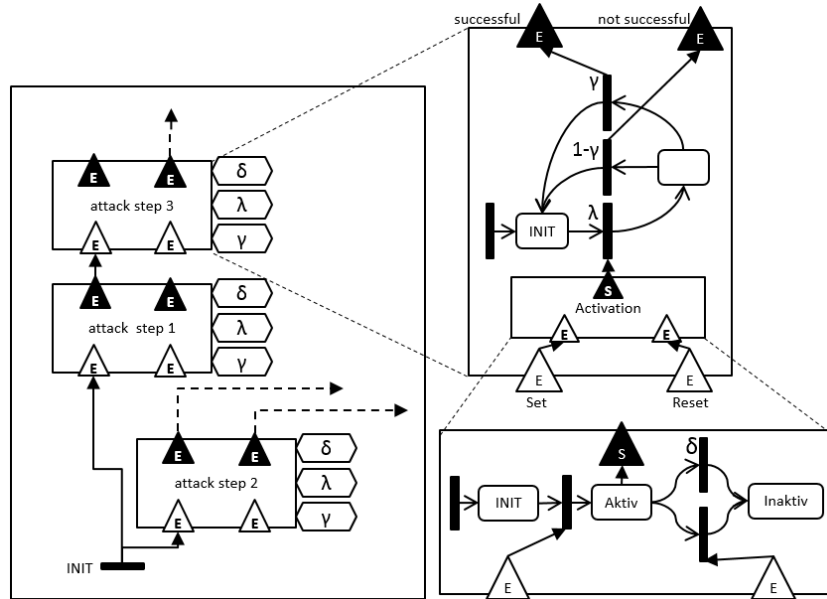 successful
not successful
E
E
γ
1-γ
λ
INIT
S
Activation
E
E
E
E
Set
Reset
E
E
δ
attack step 3
λ
E
E
γ
E
E
δ
attack step 1
λ
E
E
γ
E
E
δ
attack step 2
λ
E
E
γ
INIT
S
δ
INIT
Aktiv
Inaktiv
E
E